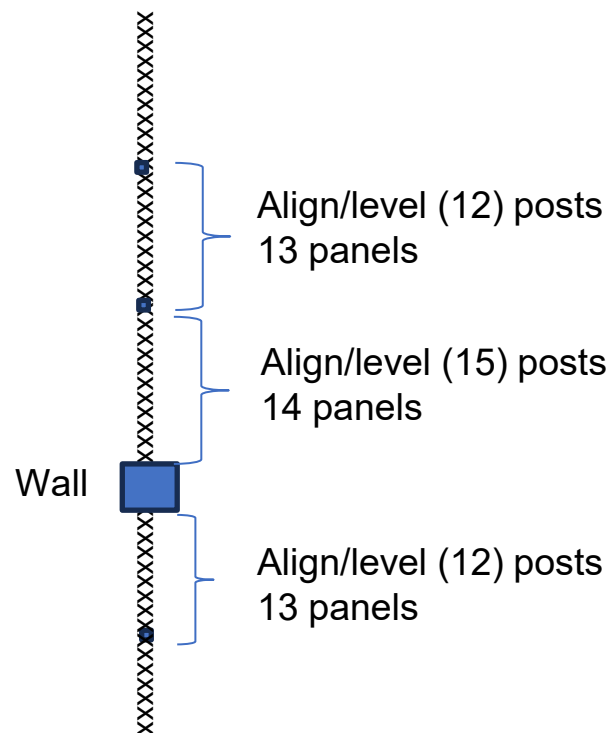 Align/level (12) posts
13 panels
Align/level (15) posts
14 panels
Wall
Align/level (12) posts
13 panels